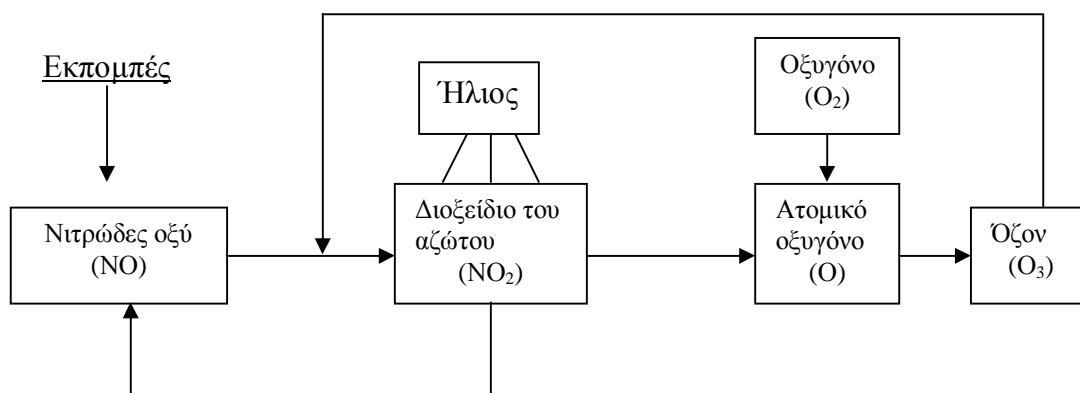 Εκπομπές
Ήλιος
Οξυγόνο
(O₂)
Νιτρώδες οξύ
(NO)
Διοξείδιο του
αζώτου
(NO₂)
Ατομικό
οξυγόνο
(O)
Όζον
(O₃)